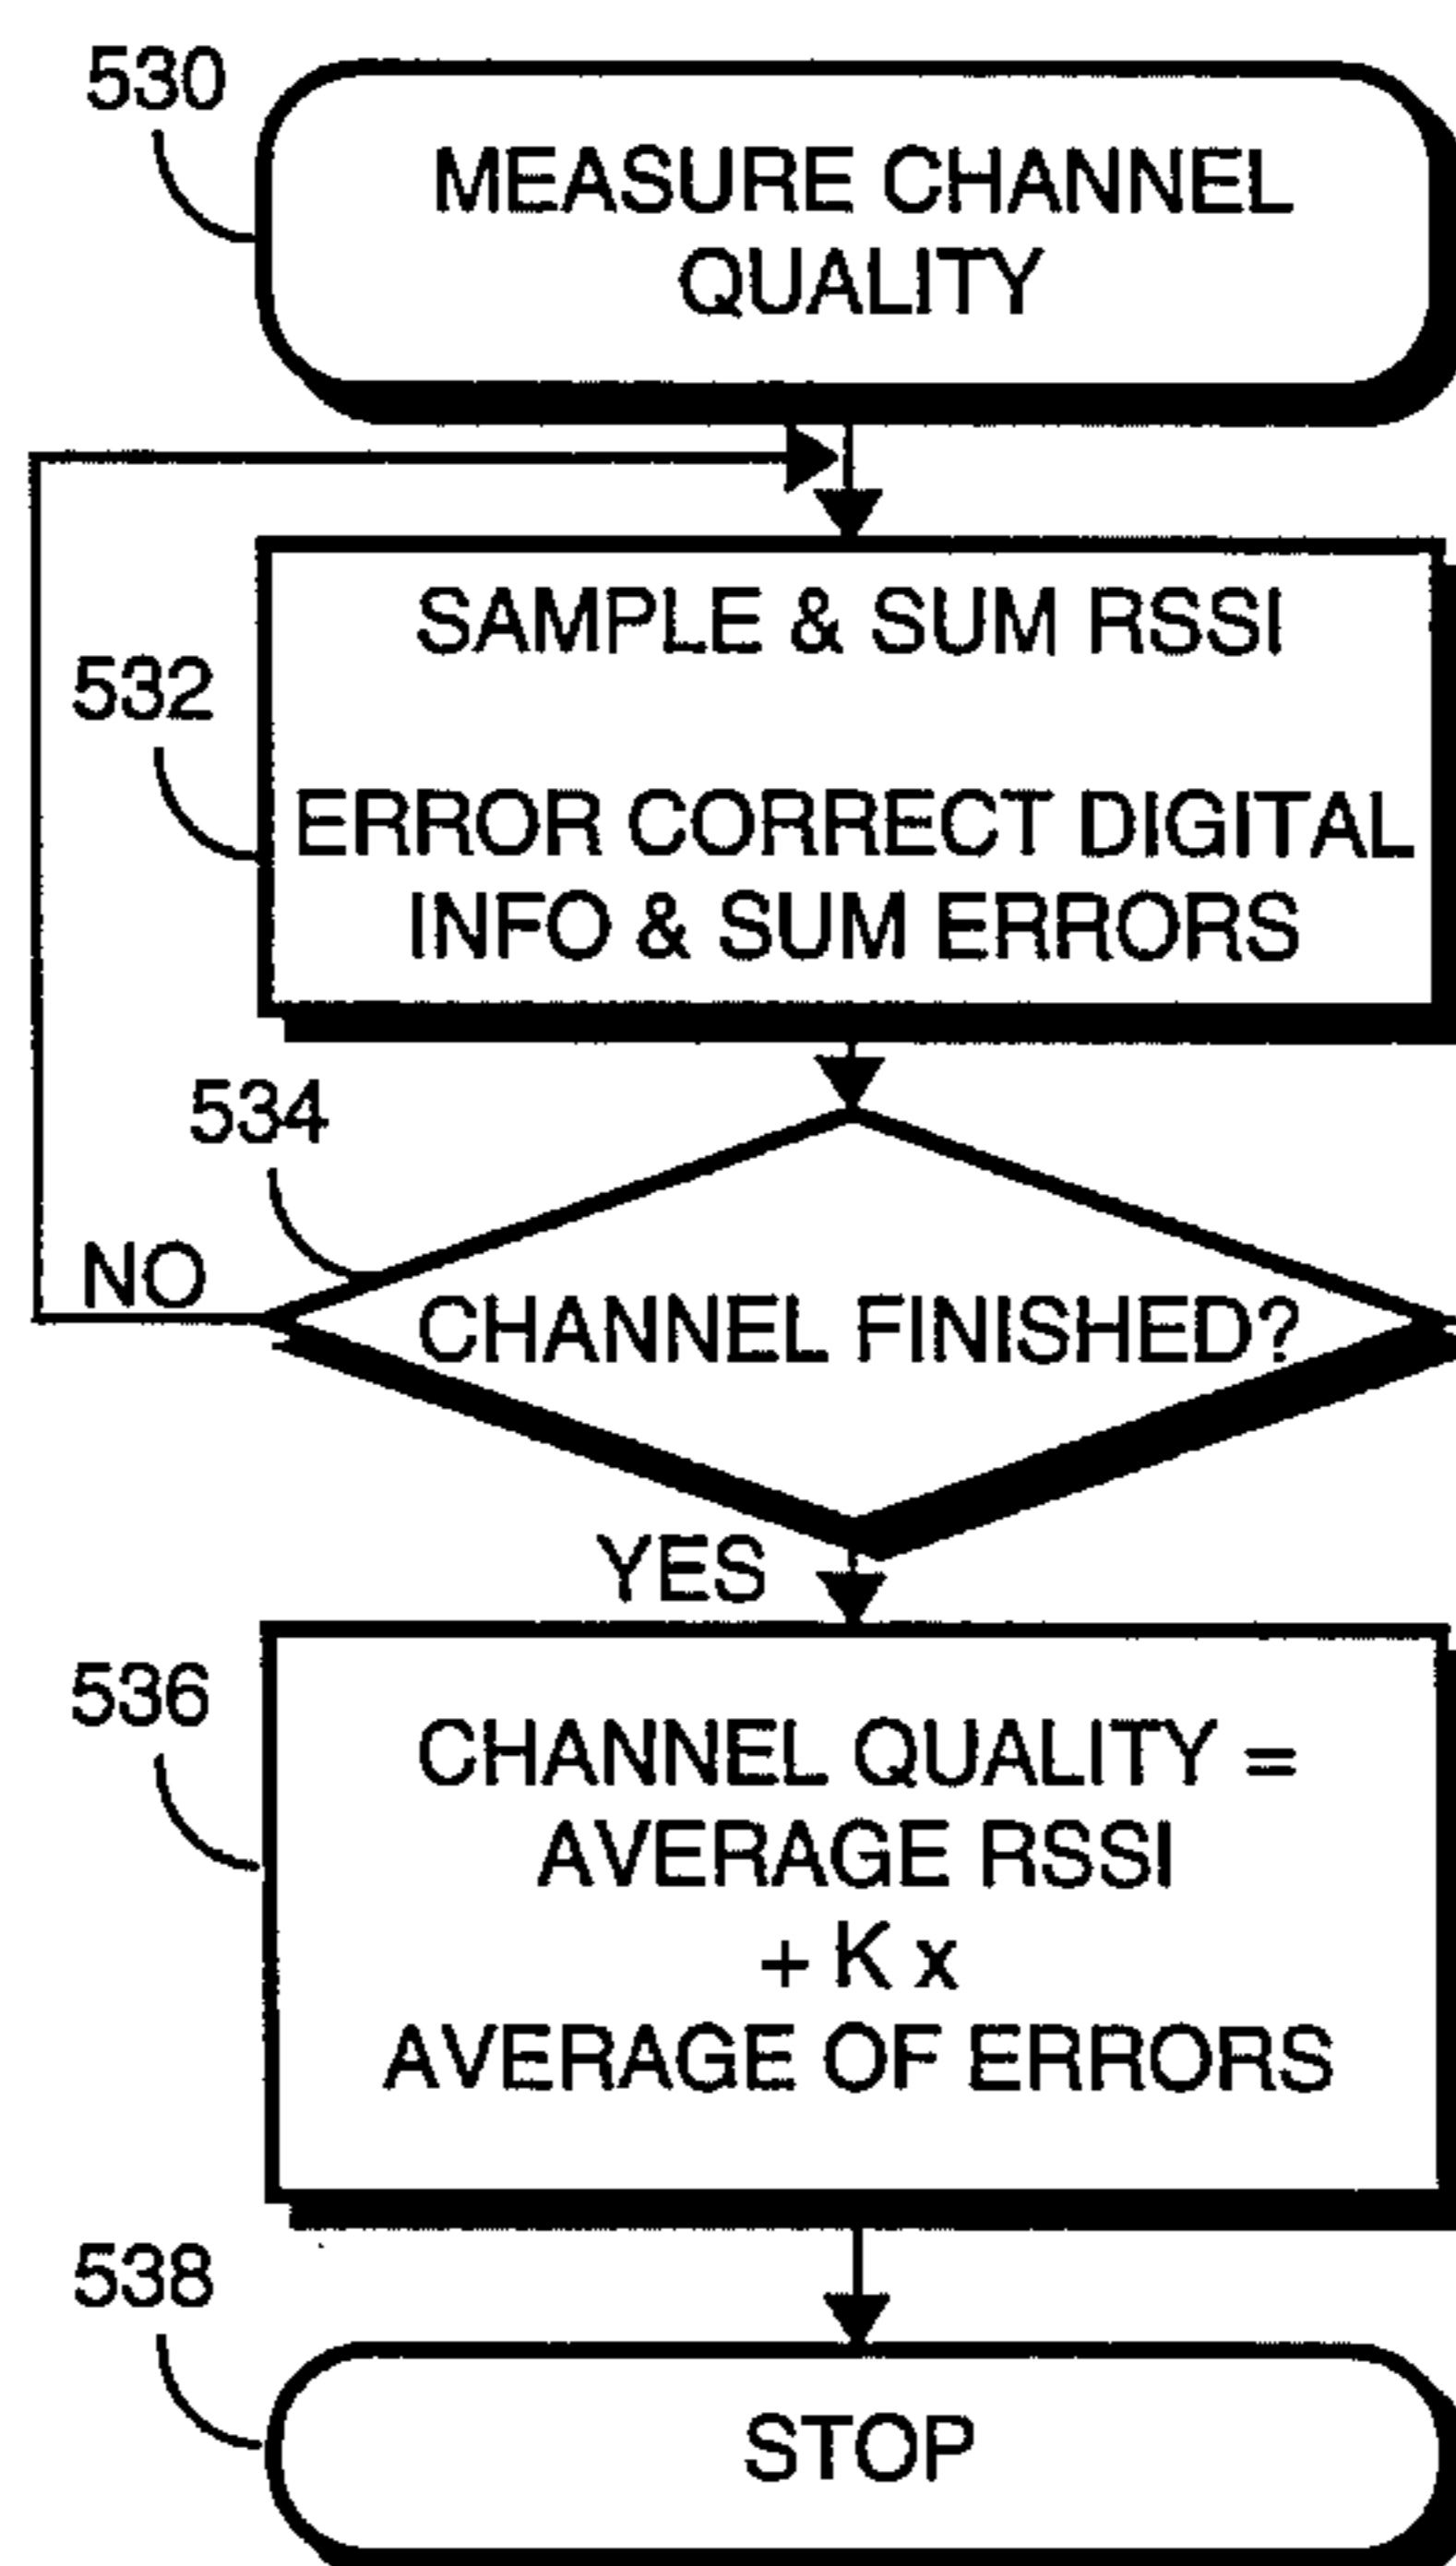 530
MEASURE CHANNEL
QUALITY
SAMPLE & SUM RSSI
532
ERROR CORRECT DIGITAL
INFO & SUM ERRORS
534
NO
CHANNEL FINISHED?
YES
536
CHANNEL QUALITY =
AVERAGE RSSI
+ K x
AVERAGE OF ERRORS
538
STOP